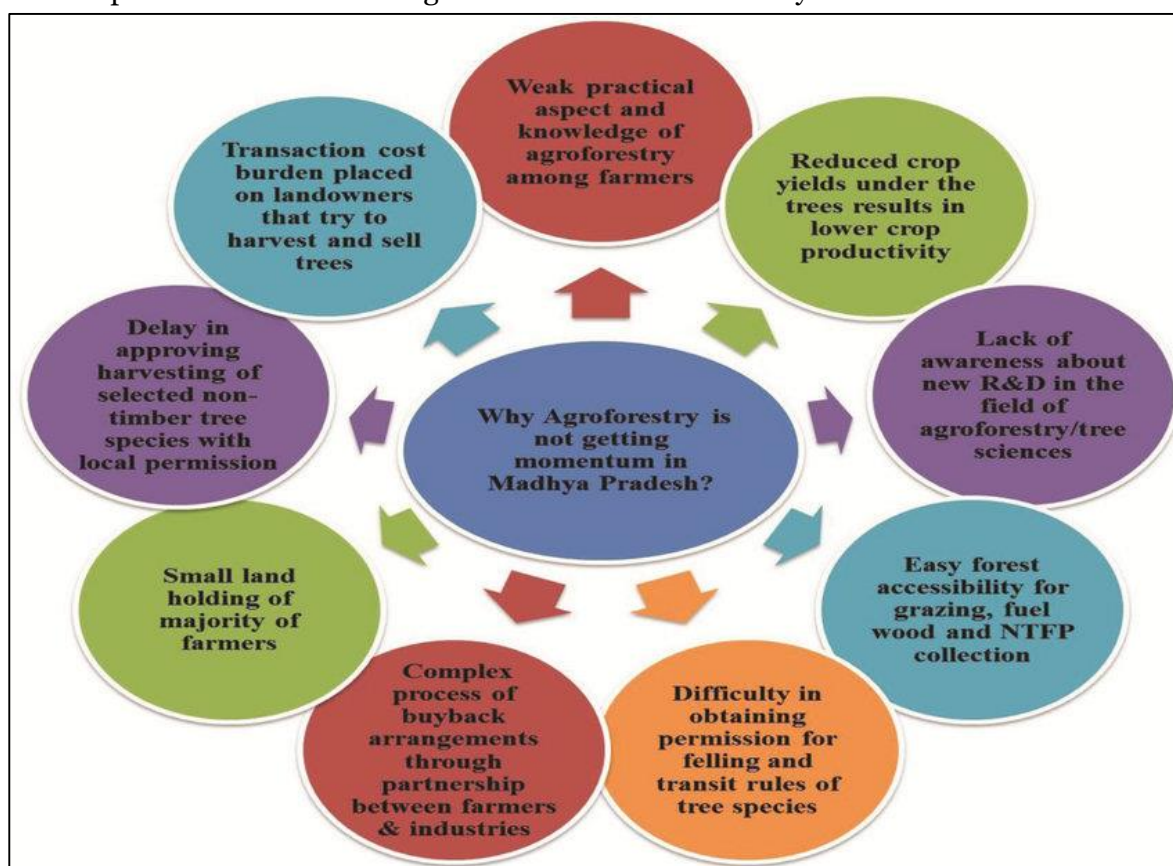 Weak practical
aspect and
knowledge of
agroforestry
among farmers
Reduced crop
yields under the
trees results in
lower crop
productivity
Lack of
awareness about
new R&D in the
field of
agroforestry/tree
sciences
Easy forest
accessibility for
grazing, fuel
wood and NTFP
collection
Difficulty in
obtaining
permission for
felling and
transit rules of
tree species
Complex
process of
buyback
arrangements
through
partnership
between farmers
& industries
Small land
holding of
majority of
farmers
Delay in
approving
harvesting of
selected non-
timber tree
species with
local permission
Transaction cost
burden placed
on landowners
that try to
harvest and sell
trees
Why Agroforestry is
not getting
momentum in
Madhya Pradesh?